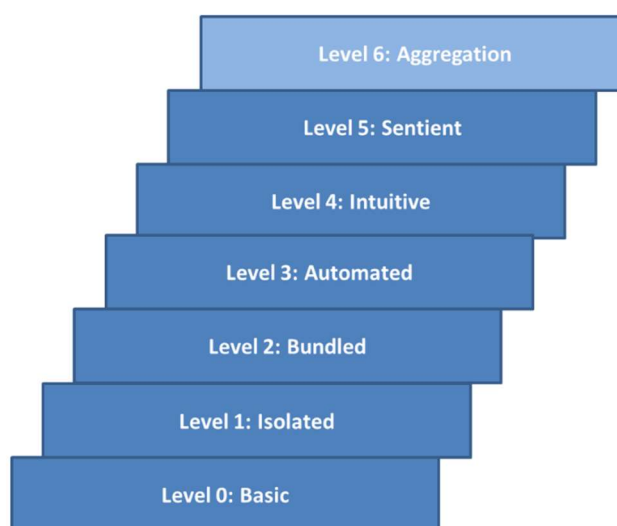 Level 6: Aggregation
Level 5: Sentient
Level 4: Intuitive
Level 3: Automated
Level 2: Bundled
Level 1: Isolated
Level 0: Basic